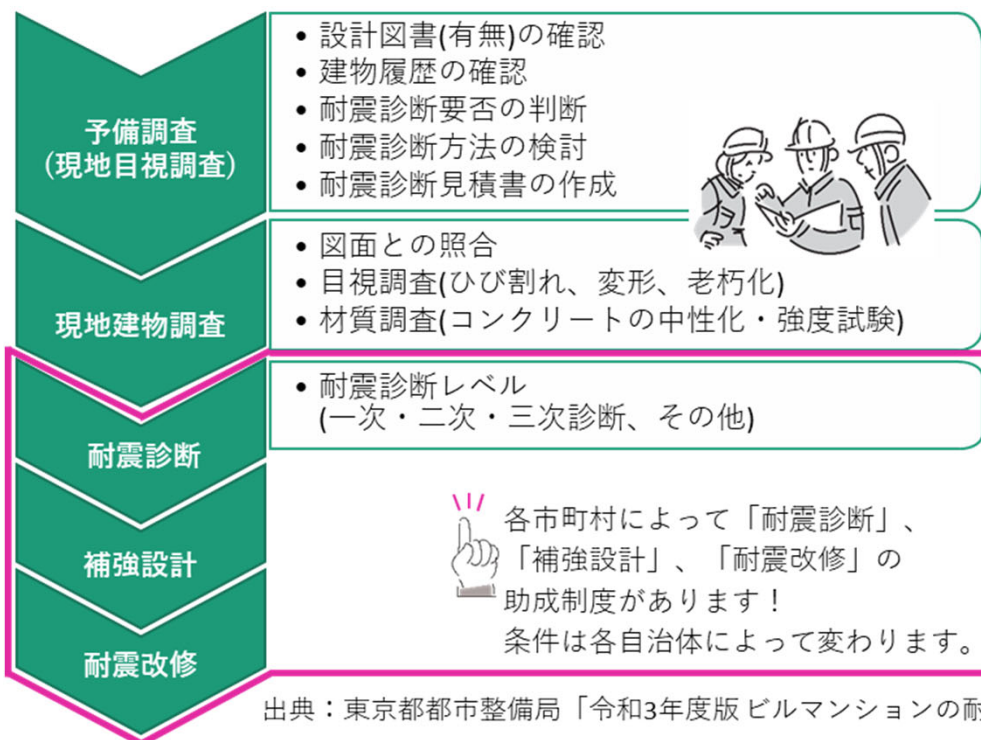 予備調査
(現地目視調査)
• 設計図書(有無)の確認
• 建物履歴の確認
• 耐震診断要否の判断
• 耐震診断方法の検討
• 耐震診断見積書の作成
現地建物調査
• 図面との照合
• 目視調査(ひび割れ、変形、老朽化)
• 材質調査(コンクリートの中性化・強度試験)
耐震診断
• 耐震診断レベル
(一次・二次・三次診断、その他)
補強設計
耐震改修
各市町村によって「耐震診断」、
「補強設計」、「耐震改修」の
助成制度があります！
条件は各自治体によって変わります。
出典：東京都都市整備局「令和3年度版 ビルマンションの耐